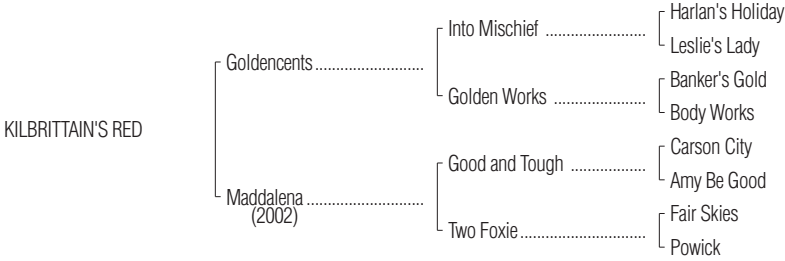 Harlan's Holiday
Into Mischief ........................
Leslie's Lady
Goldencents..........................
Banker's Gold
Golden Works ......................
Body Works
KILBRITTAIN'S RED
Carson City
Good and Tough ..................
Amy Be Good
Maddalena............................
(2002)
Fair Skies
Two Foxie..............................
Powick